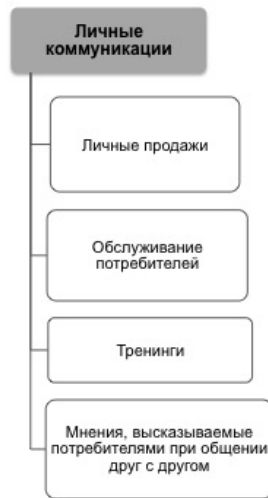 Личные
коммуникации
Личные продажи
Обслуживание
потребителей
Тренинги
Мнения, высказываемые
потребителями при общении
друг с другом